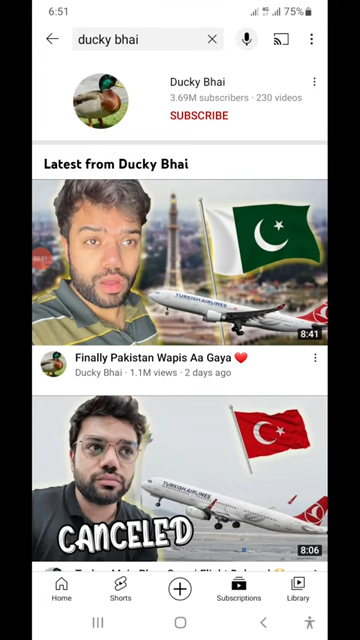 6:51
75%
ducky bhai
Ducky Bhai
3.69M subscribers · 230 videos
SUBSCRIBE
Latest from Ducky Bhai
TURKISH AIRLINES
00:21
8:41
Finally Pakistan Wapis Aa Gaya ❤️
Ducky Bhai · 1.1M views · 2 days ago
TURKISH AIRLINES
CANCELED
8:06
Home
Shorts
Subscriptions
Library